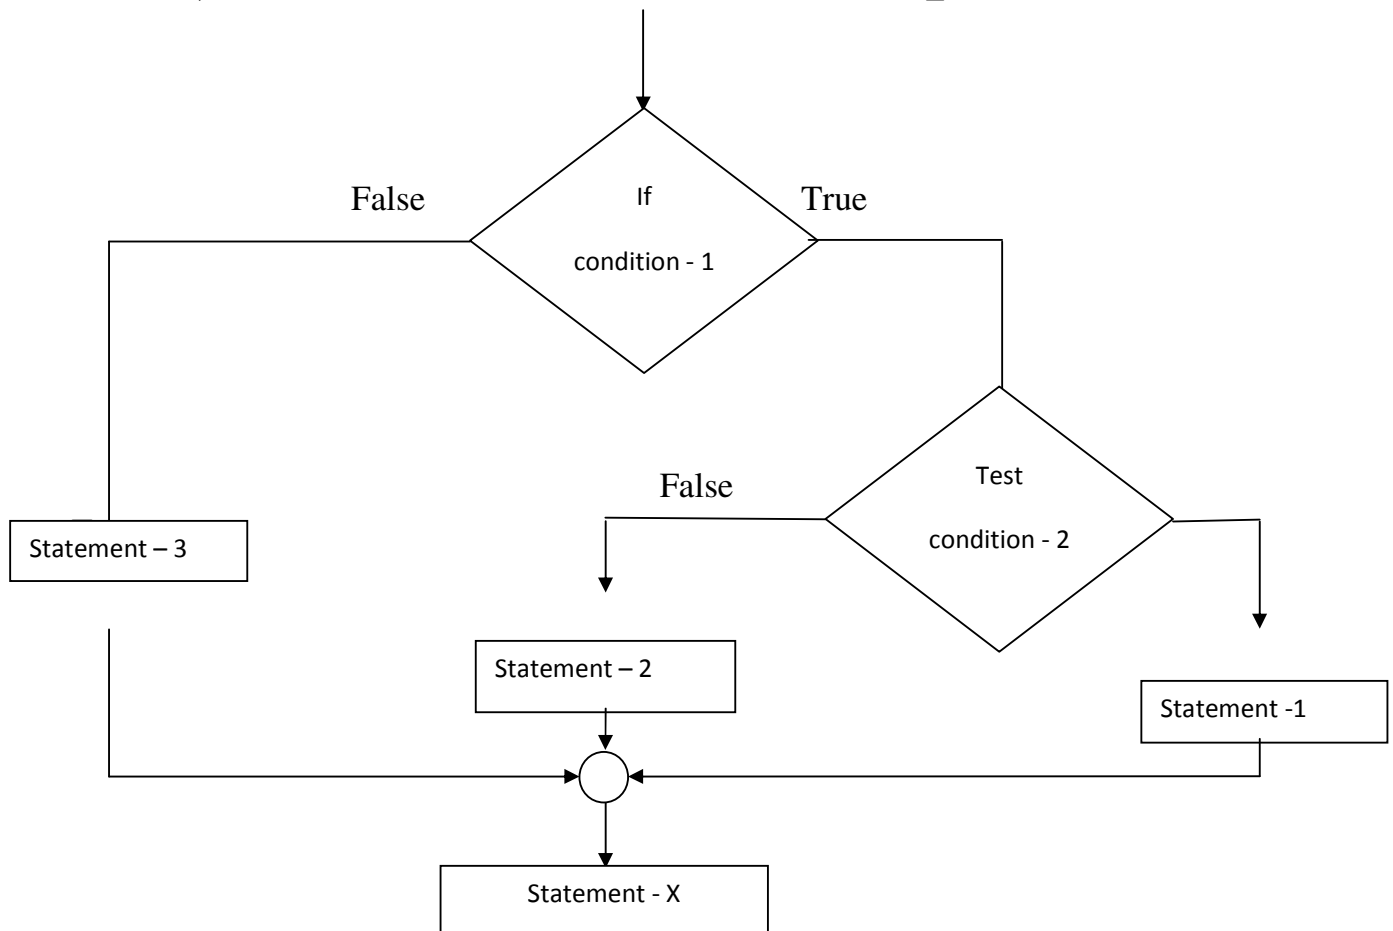 If
False
True
condition - 1
Test
False
condition - 2
Statement – 3
Statement – 2
Statement -1
Statement - X